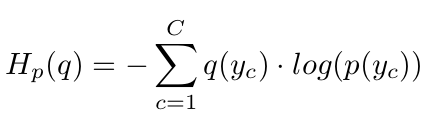 H_p(q) = -\sum_{c=1}^{C} q(y_c) \cdot log(p(y_c))